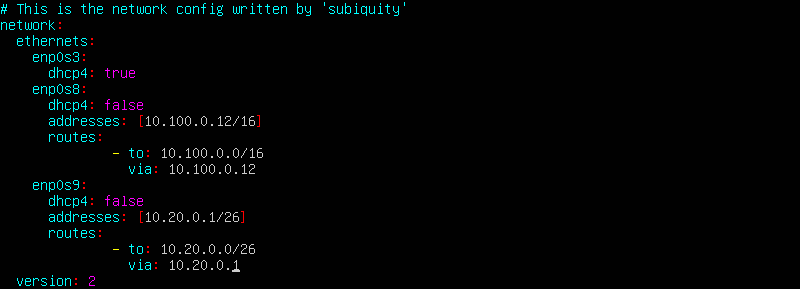 # This is the network config written by 'subiquity'
network:
  ethernets:
    enp0s3:
      dhcp4: true
    enp0s8:
      dhcp4: false
      addresses: [10.100.0.12/16]
      routes:
              - to: 10.100.0.0/16
                via: 10.100.0.12
    enp0s9:
      dhcp4: false
      addresses: [10.20.0.1/26]
      routes:
              - to: 10.20.0.0/26
                via: 10.20.0.1
  version: 2